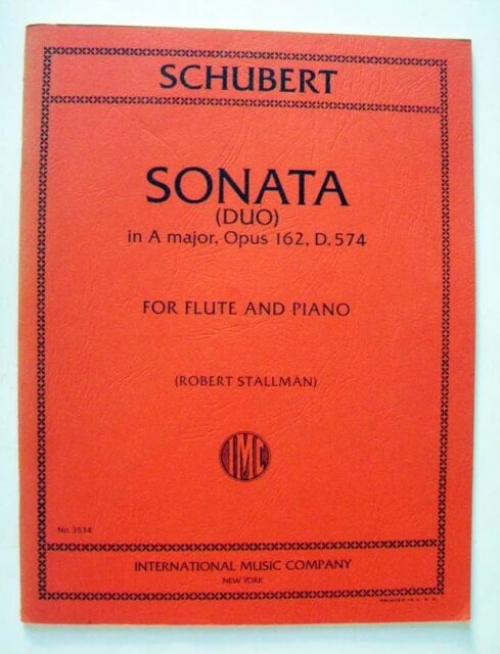 SCHUBERT
SONATA
(DUO)
in A major, Opus 162, D.574
FOR FLUTE AND PIANO
(ROBERT STALLMAN)
IMC
No. 3534
INTERNATIONAL MUSIC COMPANY
NEW YORK